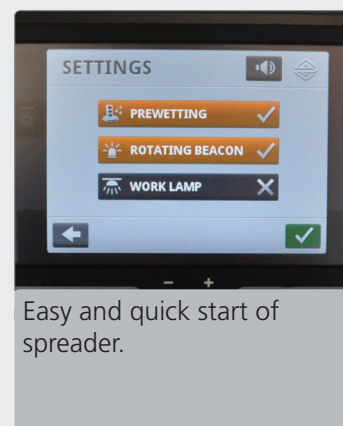 SETTINGS
PREWETTING
ROTATING BEACON
WORK LAMP
− +
Easy and quick start of
spreader.